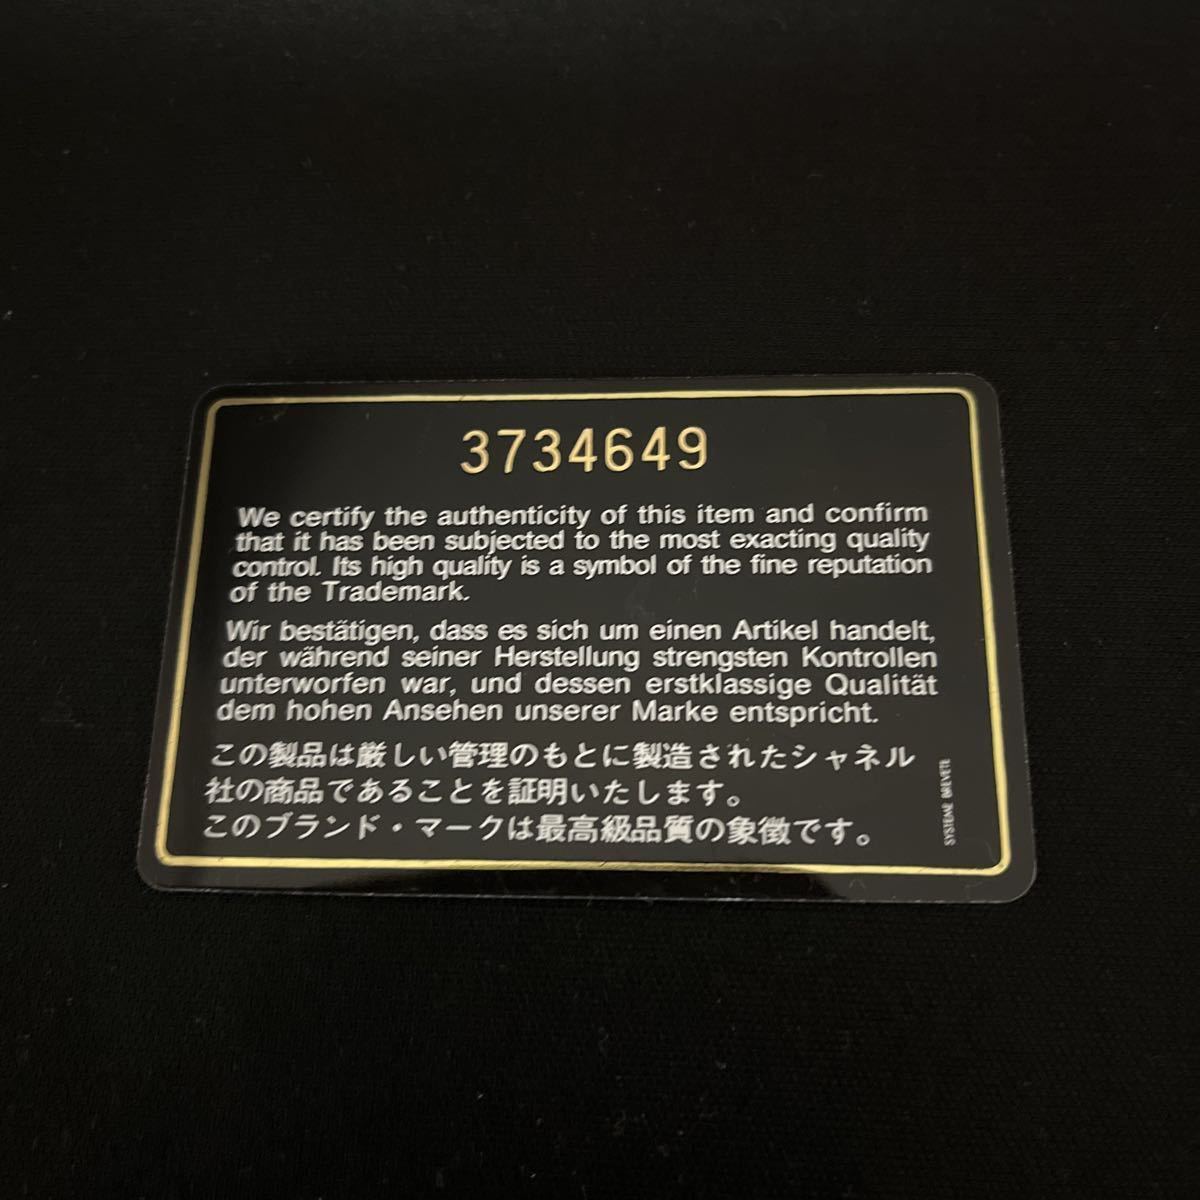 3734649
We certify the authenticity of this item and confirm
that it has been subjected to the most exacting quality
control. Its high quality is a symbol of the fine reputation
of the Trademark.
Wir bestätigen, dass es sich um einen Artikel handelt,
der während seiner Herstellung strengsten Kontrollen
unterworfen war, und dessen erstklassige Qualität
dem hohen Ansehen unserer Marke entspricht.
この製品は厳しい管理のもとに製造されたシャネル
社の商品であることを証明いたします。
このブランド・マークは最高級品質の象徴です。
SYSTEME BREVETE